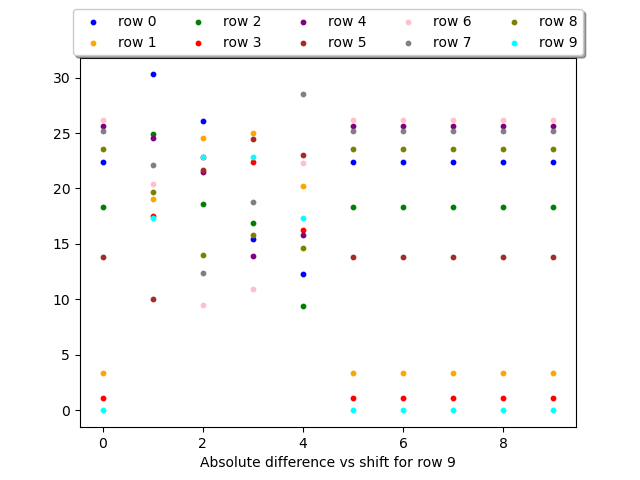 row 0 row 2 row 4 row 6 row 8
row 1 row 3 row 5 row 7 row 9
30
25
20
15
10
5
0
0 2 4 6 8
Absolute difference vs shift for row 9